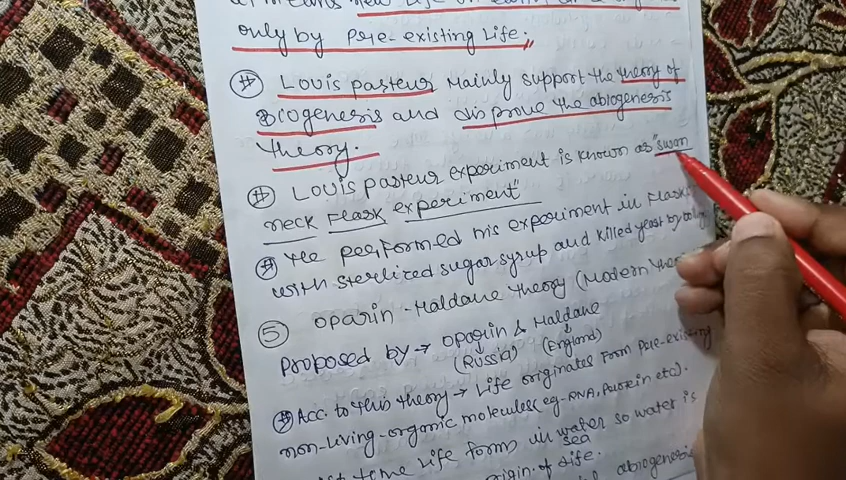 only by pre-existing life.
# Louis pasteur mainly support the theory of
biogenesis and disprove the abiogenesis
theory.
# Louis pasteur experiment is known as "swan
neck flask experiment"
# He performed his experiment in flask
with sterlized sugar syrup and killed yeast by
⑤ Oparin - Haldane theory (Modern
Proposed by → Oparin & Haldane
(Russia) (England)
# Acc. to this theory → Life originates from pre-existing
non-living-organic molecules (eg-RNA, Protein etc).
time life forms in water so water is
sea
origin of life.
abiogenesis